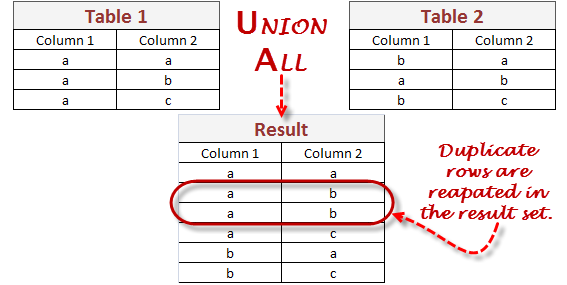 Table 1
Column 1 Column 2
a a
a b
a c
UNION
ALL
Table 2
Column 1 Column 2
b a
a b
b c
Result
Column 1 Column 2
a a
a b
a b
a c
b a
b c
Duplicate
rows are
reapated in
the result set.